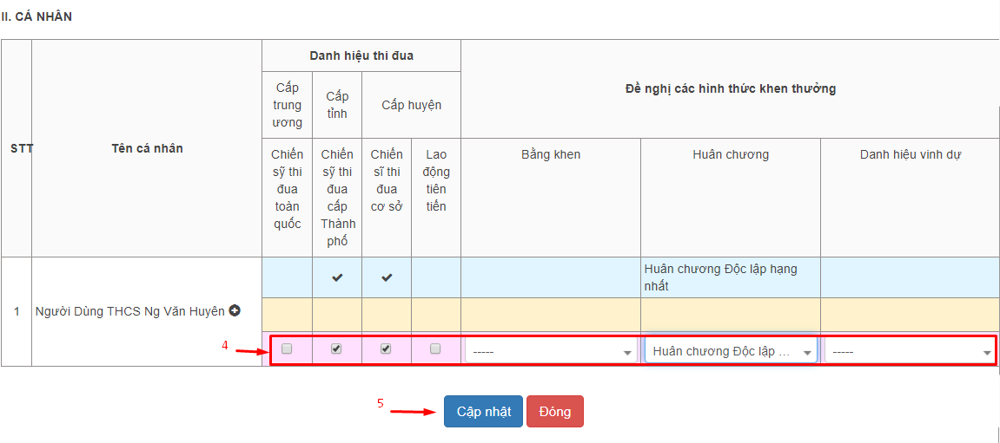 II. CÁ NHÂN
Danh hiệu thi đua
Đề nghị các hình thức khen thưởng
Cấp
trung
ương
Cấp
tỉnh
Cấp huyện
STT
Tên cá nhân
Chiến
sỹ thi
đua
toàn
quốc
Chiến
sỹ thi
đua
cấp
Thành
phố
Chiến
sĩ thi
đua
cơ sở
Lao
động
tiên
tiến
Bằng khen
Huân chương
Danh hiệu vinh dự
Huân chương Độc lập hạng
nhất
1
Người Dùng THCS Ng Văn Huyên
4
-----
Huân chương Độc lập ...
-----
5
Cập nhật
Đóng